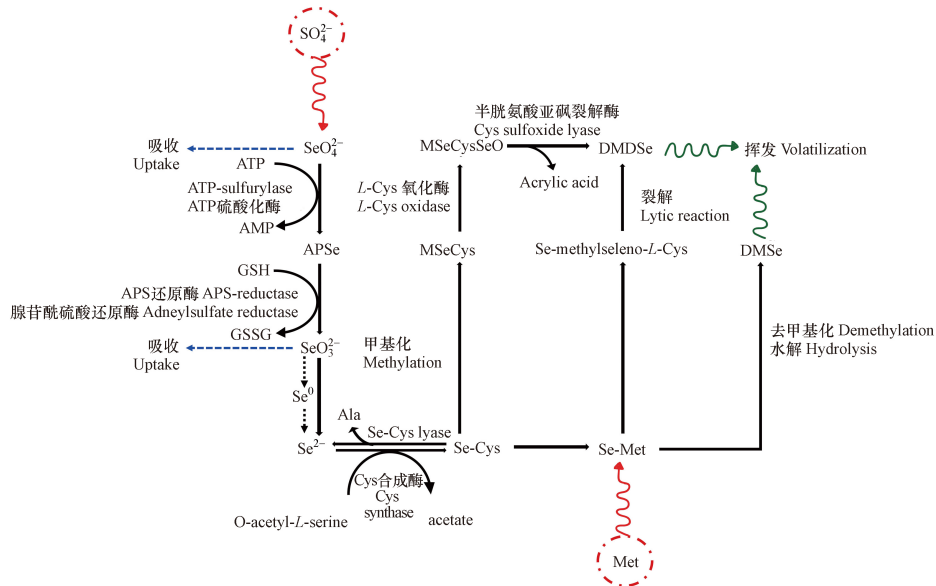 SO₄²⁻
半胱氨酸亚砜裂解酶
Cys sulfoxide lyase
吸收
Uptake
SeO₄²⁻
MSeCysSeO
DMDSe
挥发 Volatilization
ATP
Acrylic acid
ATP-sulfurylase
ATP硫酸化酶
L-Cys 氧化酶
L-Cys oxidase
裂解
Lytic reaction
AMP
APSe
MSeCys
Se-methylseleno-L-Cys
DMSe
GSH
APS还原酶 APS-reductase
腺苷酰硫酸还原酶 Adneylsulfate reductase
GSSG
去甲基化 Demethylation
水解 Hydrolysis
吸收
Uptake
SeO₃²⁻
甲基化
Methylation
Se⁰
Ala
Se-Cys lyase
Se²⁻
Se-Cys
Se-Met
Cys合成酶
Cys
synthase
O-acetyl-L-serine
acetate
Met